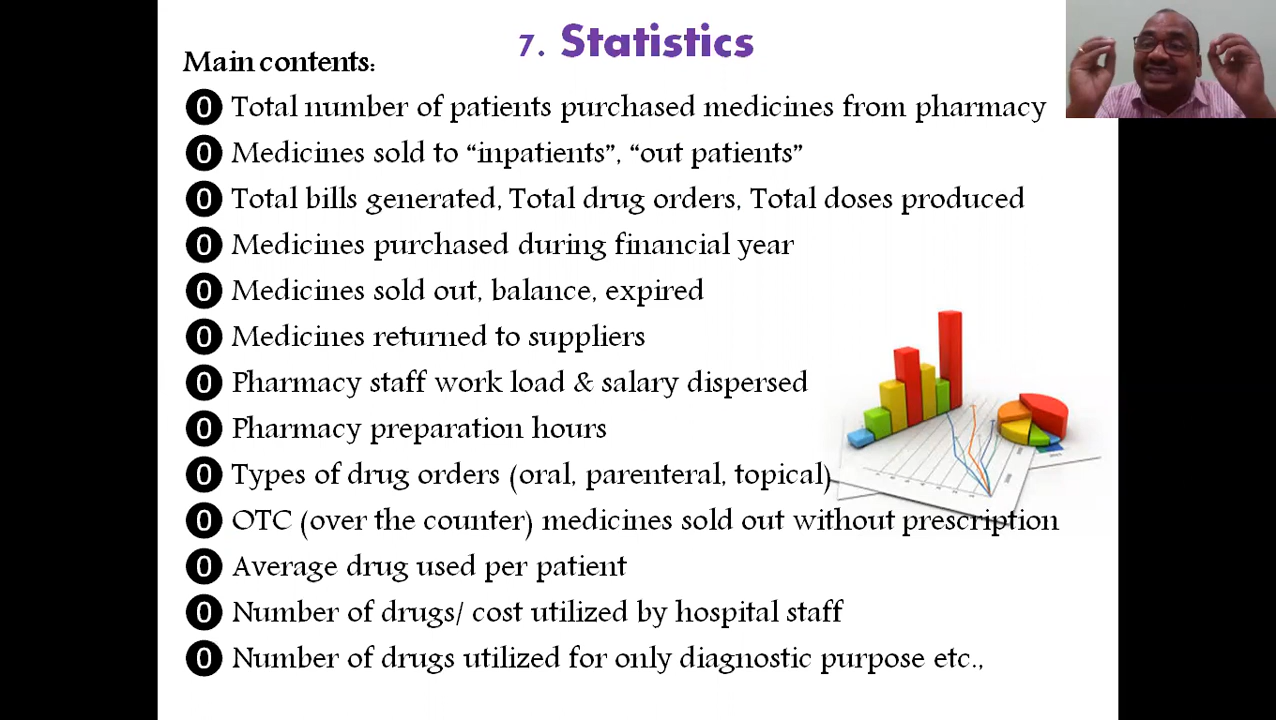 7. Statistics
Main contents:
0 Total number of patients purchased medicines from pharmacy
0 Medicines sold to “inpatients”, “out patients”
0 Total bills generated, Total drug orders, Total doses produced
0 Medicines purchased during financial year
0 Medicines sold out, balance, expired
0 Medicines returned to suppliers
0 Pharmacy staff work load & salary dispersed
0 Pharmacy preparation hours
0 Types of drug orders (oral, parenteral, topical)
0 OTC (over the counter) medicines sold out without prescription
0 Average drug used per patient
0 Number of drugs/ cost utilized by hospital staff
0 Number of drugs utilized for only diagnostic purpose etc.,